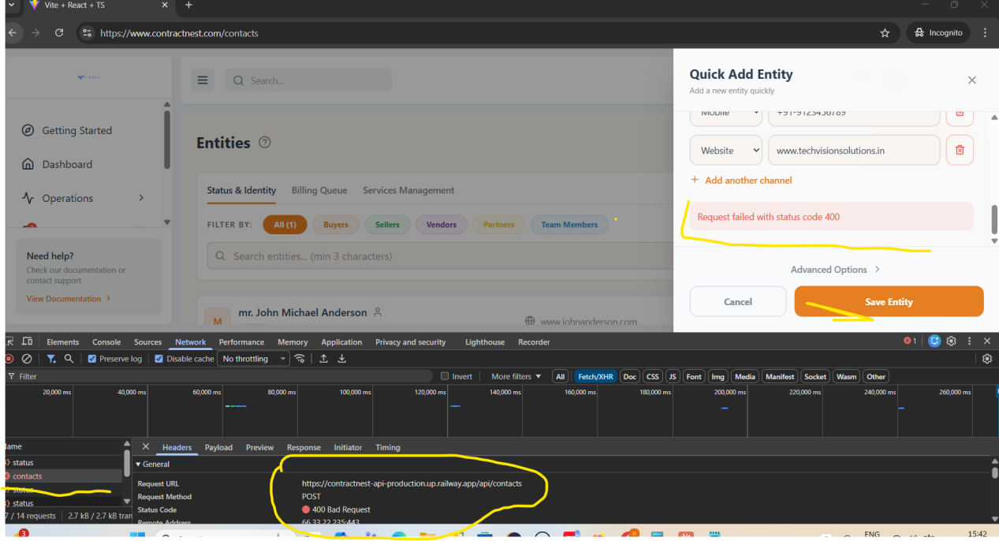 Vite + React + TS
https://www.contractnest.com/contacts
Incognito
Search...
Getting Started
Dashboard
Operations
Need help?
Check our documentation or
contact support
View Documentation
Entities
Status & Identity Billing Queue Services Management
FILTER BY: All (1) Buyers Sellers Vendors Partners Team Members
Search entities... (min 3 characters)
M
mr. John Michael Anderson
www.johnanderson.com
Quick Add Entity
Add a new entity quickly
Mobile +91-9123456789
Website www.techvisionsolutions.in
+ Add another channel
Request failed with status code 400
Advanced Options
Cancel Save Entity
Elements Console Sources Network Performance Memory Application Privacy and security Lighthouse Recorder 1
Preserve log Disable cache No throttling
Filter Invert More filters All Fetch/XHR Doc CSS JS Font Img Media Manifest Socket Wasm Other
20,000 ms 40,000 ms 60,000 ms 80,000 ms 100,000 ms 120,000 ms 140,000 ms 160,000 ms 180,000 ms 200,000 ms 220,000 ms 240,000 ms 260,000 ms
Headers Payload Preview Response Initiator Timing
status
contacts
status
status
7 / 14 requests 2.7 kB / 2.7 kB tran
General
Request URL https://contractnest-api-production.up.railway.app/api/contacts
Request Method POST
Status Code 400 Bad Request
Remote Address 66.33.22.235:443
3
ENG
15:42